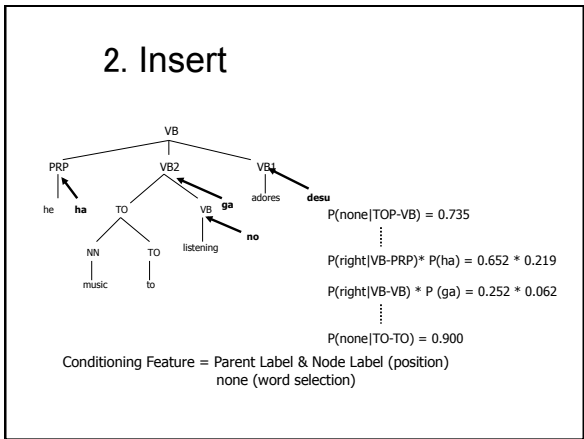 2. Insert
VB
PRP VB2 VB1
he ha TO ga VB no adores desu
NN TO listening
music to
P(none|TOP-VB) = 0.735
P(right|VB-PRP)* P(ha) = 0.652 * 0.219
P(right|VB-VB) * P (ga) = 0.252 * 0.062
P(none|TO-TO) = 0.900
Conditioning Feature = Parent Label & Node Label (position)
none (word selection)